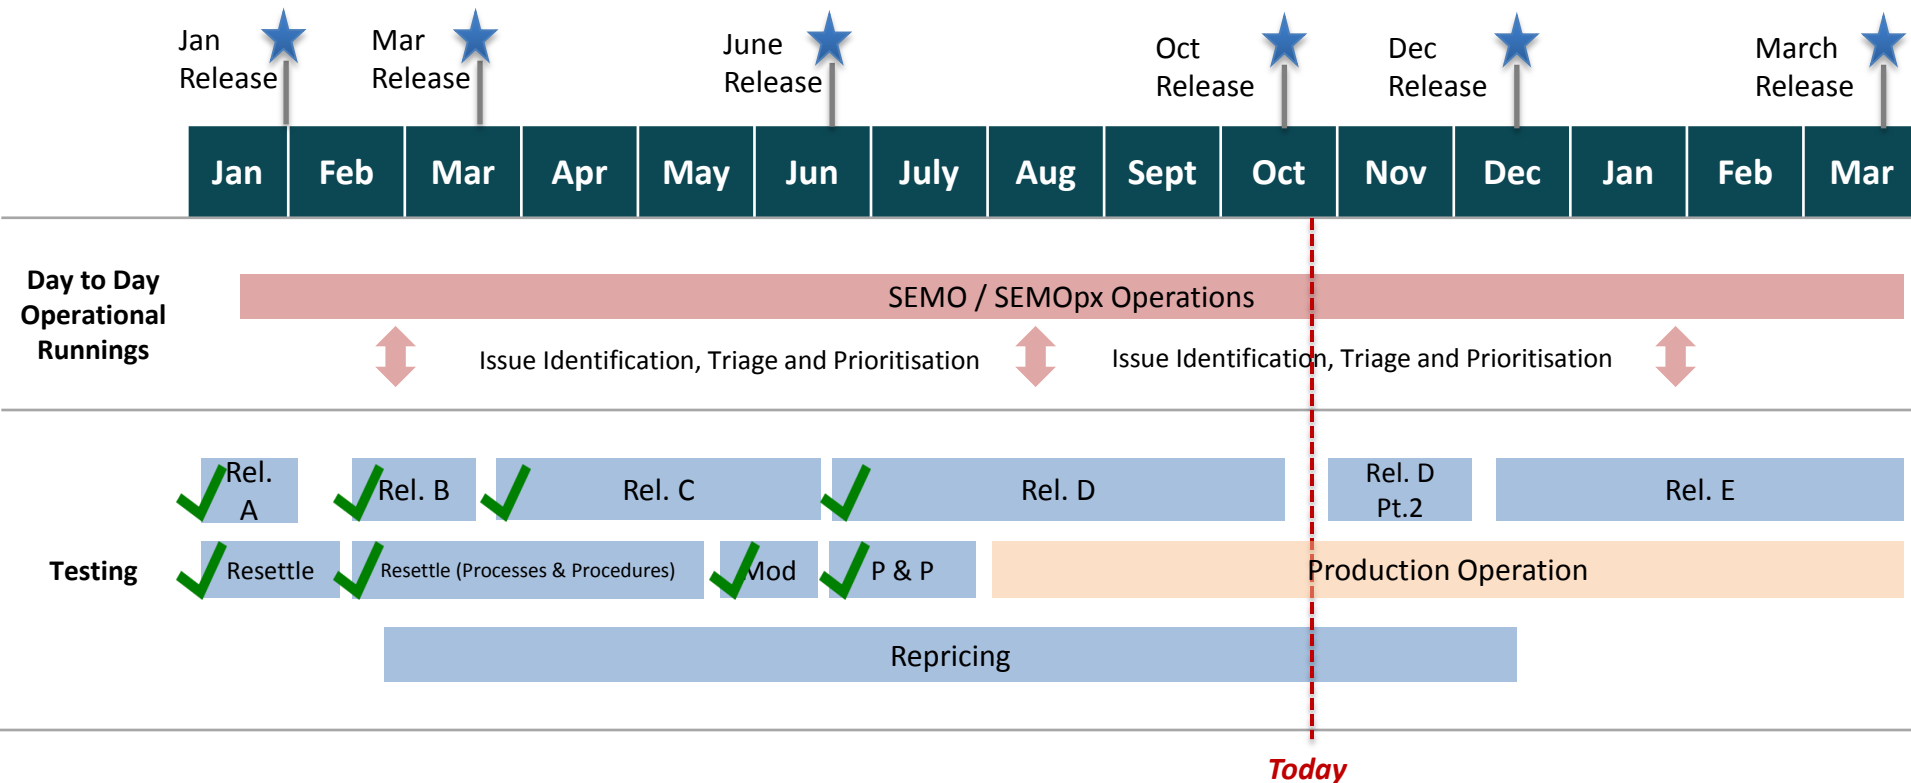 Jan
Release
Mar
Release
June
Release
Oct
Release
Dec
Release
March
Release
Jan Feb Mar Apr May Jun July Aug Sept Oct Nov Dec Jan Feb Mar
Day to Day
Operational
Runnings
SEMO / SEMOpx Operations
Issue Identification, Triage and Prioritisation
Issue Identification, Triage and Prioritisation
Testing
Rel.
A
Rel. B
Rel. C
Rel. D
Rel. D
Pt.2
Rel. E
Resettle
Resettle (Processes & Procedures)
Mod
P & P
Production Operation
Repricing
Today